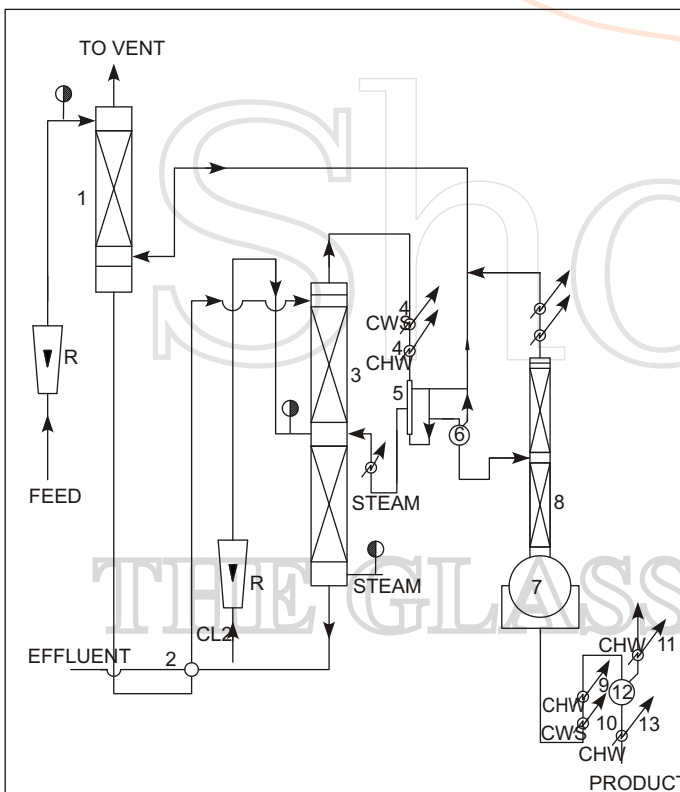 TO VENT
1
R
FEED
3
4
CWS
4
CHW
5
6
STEAM
STEAM
8
7
R
CL2
EFFLUENT
2
CHW
11
9
12
CHW
CWS
10
13
CHW
PRODUCT
Sho
THE GLASS